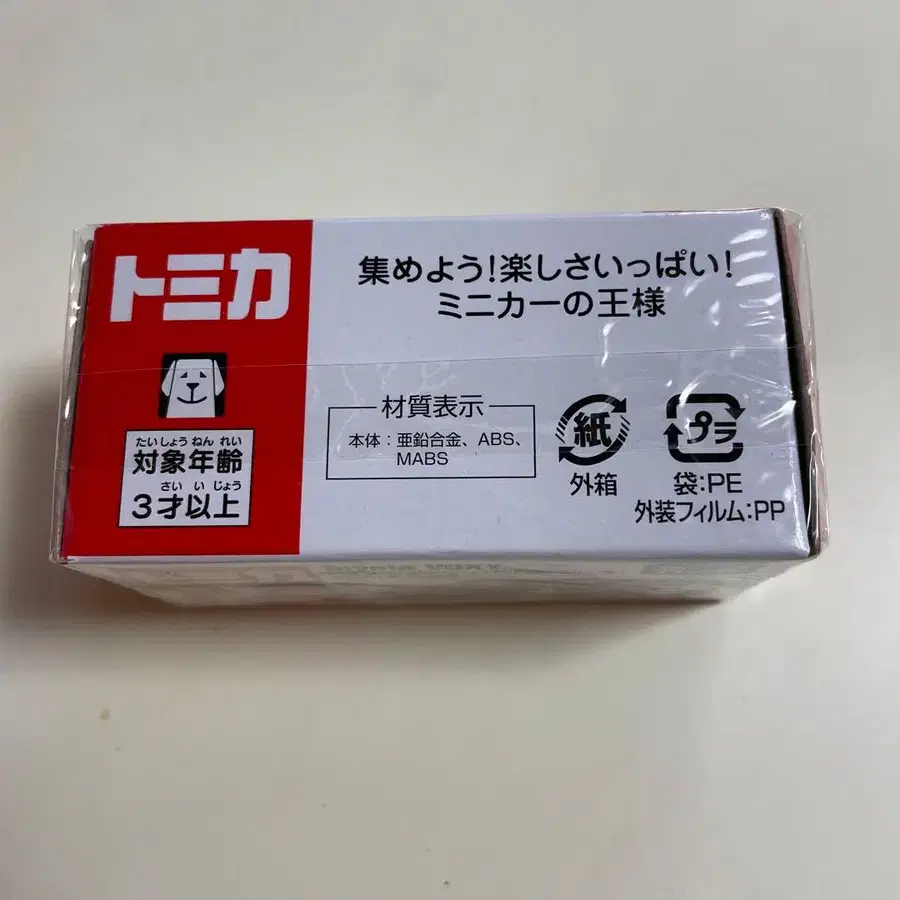 トミカ
集めよう!楽しさいっぱい!
ミニカーの王様
たいしょうねんれい
対象年齢
さいいじょう
3才以上
材質表示
本体:亜鉛合金、ABS、
MABS
紙
外箱
プラ
袋:PE
外装フィルム:PP